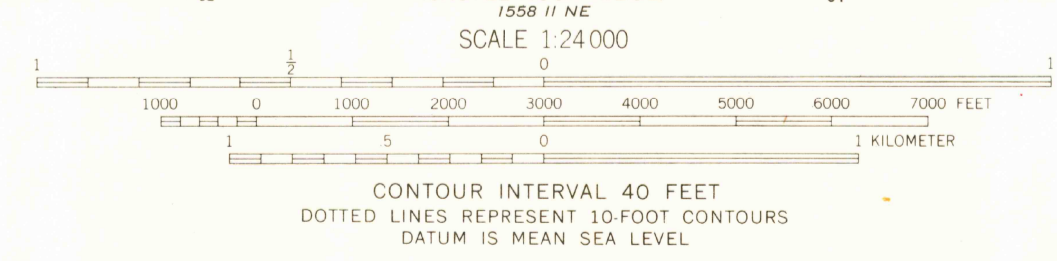 1558 II NE
SCALE 1:24000
1 1/2 0 1
1000 0 1000 2000 3000 4000 5000 6000 7000 FEET
1 .5 0 1 KILOMETER
CONTOUR INTERVAL 40 FEET
DOTTED LINES REPRESENT 10-FOOT CONTOURS
DATUM IS MEAN SEA LEVEL